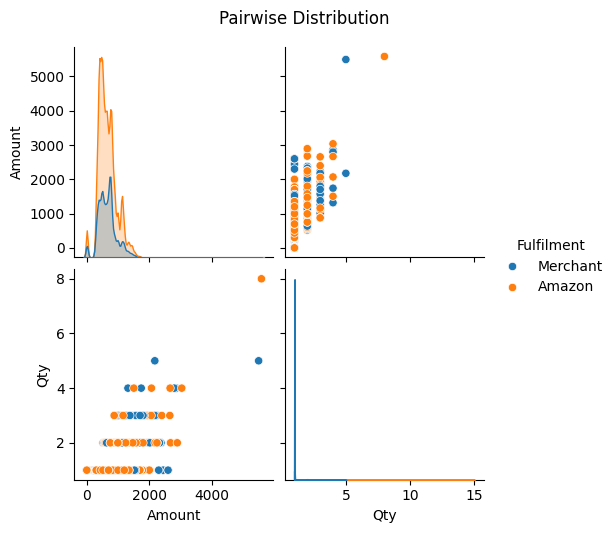 Pairwise Distribution
Amount
5000
4000
3000
2000
1000
0
Fulfilment
Merchant
Amazon
Qty
8
6
4
2
0 2000 4000
Amount
5 10 15
Qty